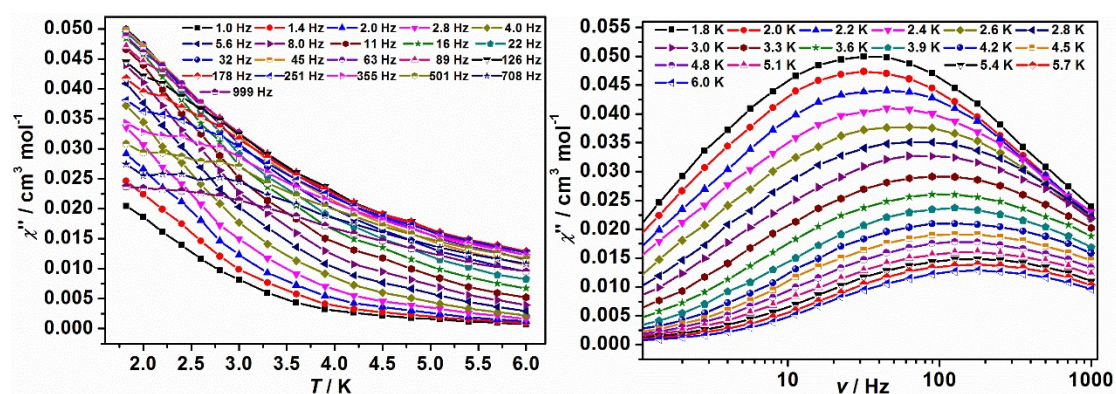 0.050
0.045
0.040
0.035
0.030
0.025
0.020
0.015
0.010
0.005
0.000
χ'' / cm³ mol⁻¹
1.0 Hz 1.4 Hz 2.0 Hz 2.8 Hz 4.0 Hz
5.6 Hz 8.0 Hz 11 Hz 16 Hz 22 Hz
32 Hz 45 Hz 63 Hz 89 Hz 126 Hz
178 Hz 251 Hz 355 Hz 501 Hz 708 Hz
999 Hz
2.0 2.5 3.0 3.5 4.0 4.5 5.0 5.5 6.0
T / K
0.055
0.050
0.045
0.040
0.035
0.030
0.025
0.020
0.015
0.010
0.005
0.000
χ'' / cm³ mol⁻¹
1.8 K 2.0 K 2.2 K 2.4 K 2.6 K 2.8 K
3.0 K 3.3 K 3.6 K 3.9 K 4.2 K 4.5 K
4.8 K 5.1 K 5.4 K 5.7 K
6.0 K
10 100 1000
ν / Hz